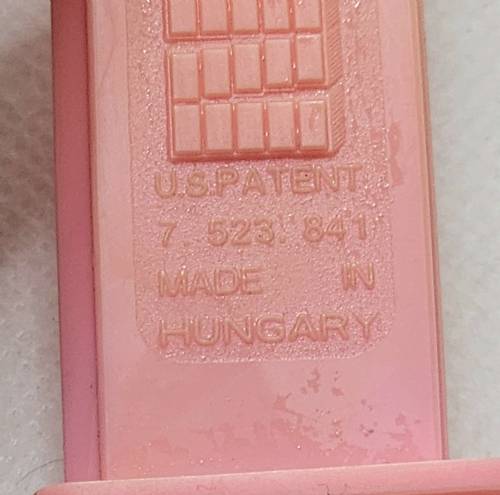 U.S.PATENT
7. 523. 841
MADE IN
HUNGARY